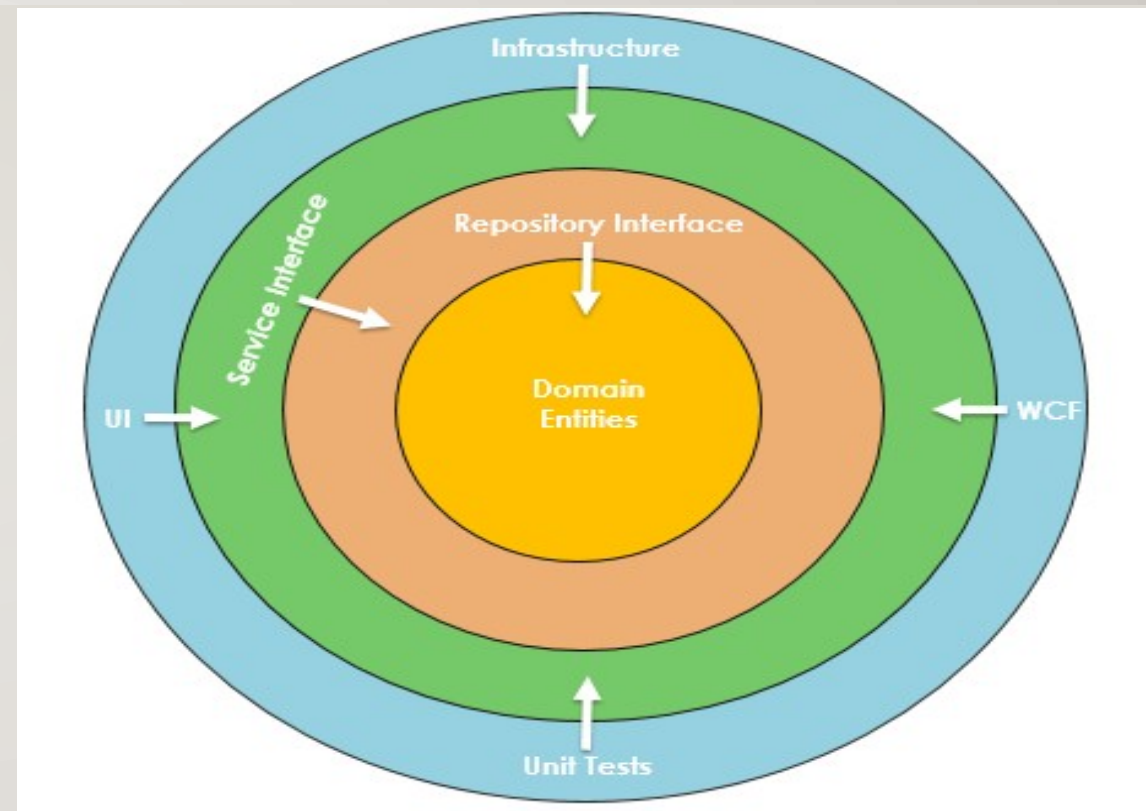 Infrastructure
Service Interface
Repository Interface
Domain
Entities
UI
WCF
Unit Tests